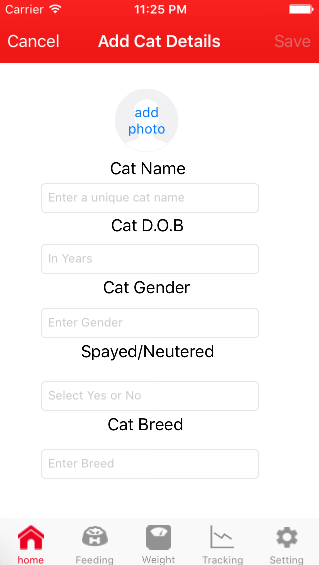 Carrier 11:25 PM
Cancel Add Cat Details Save
add
photo
Cat Name
Enter a unique cat name
Cat D.O.B
In Years
Cat Gender
Enter Gender
Spayed/Neutered
Select Yes or No
Cat Breed
Enter Breed
home Feeding Weight Tracking Setting